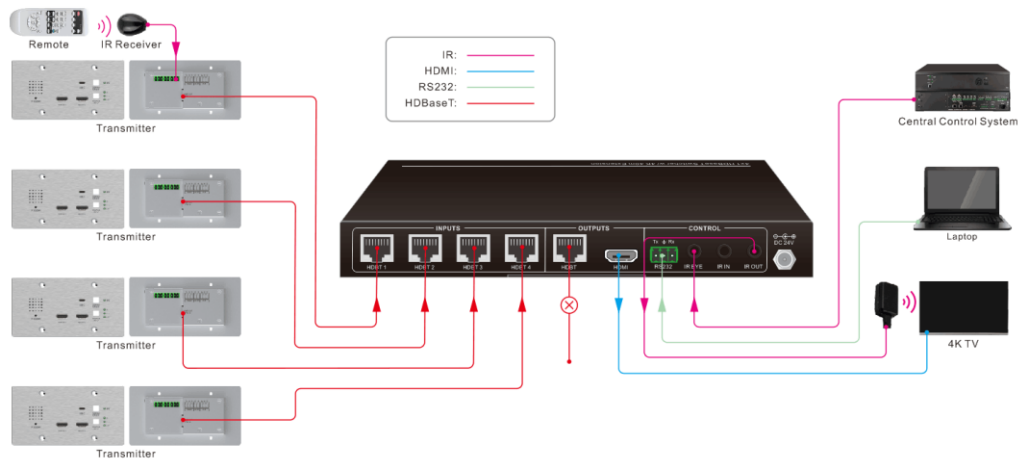 Remote
IR Receiver
IR:
HDMI:
RS232:
HDBaseT:
Transmitter
Central Control System
Transmitter
INPUTS
OUTPUTS
CONTROL
Tx
Rx
DC 24V
HDBT 1
HDBT 2
HDBT 3
HDBT 4
HDBT
HDMI
RS232
IR EYE
IR IN
IR OUT
Laptop
Transmitter
4K TV
Transmitter